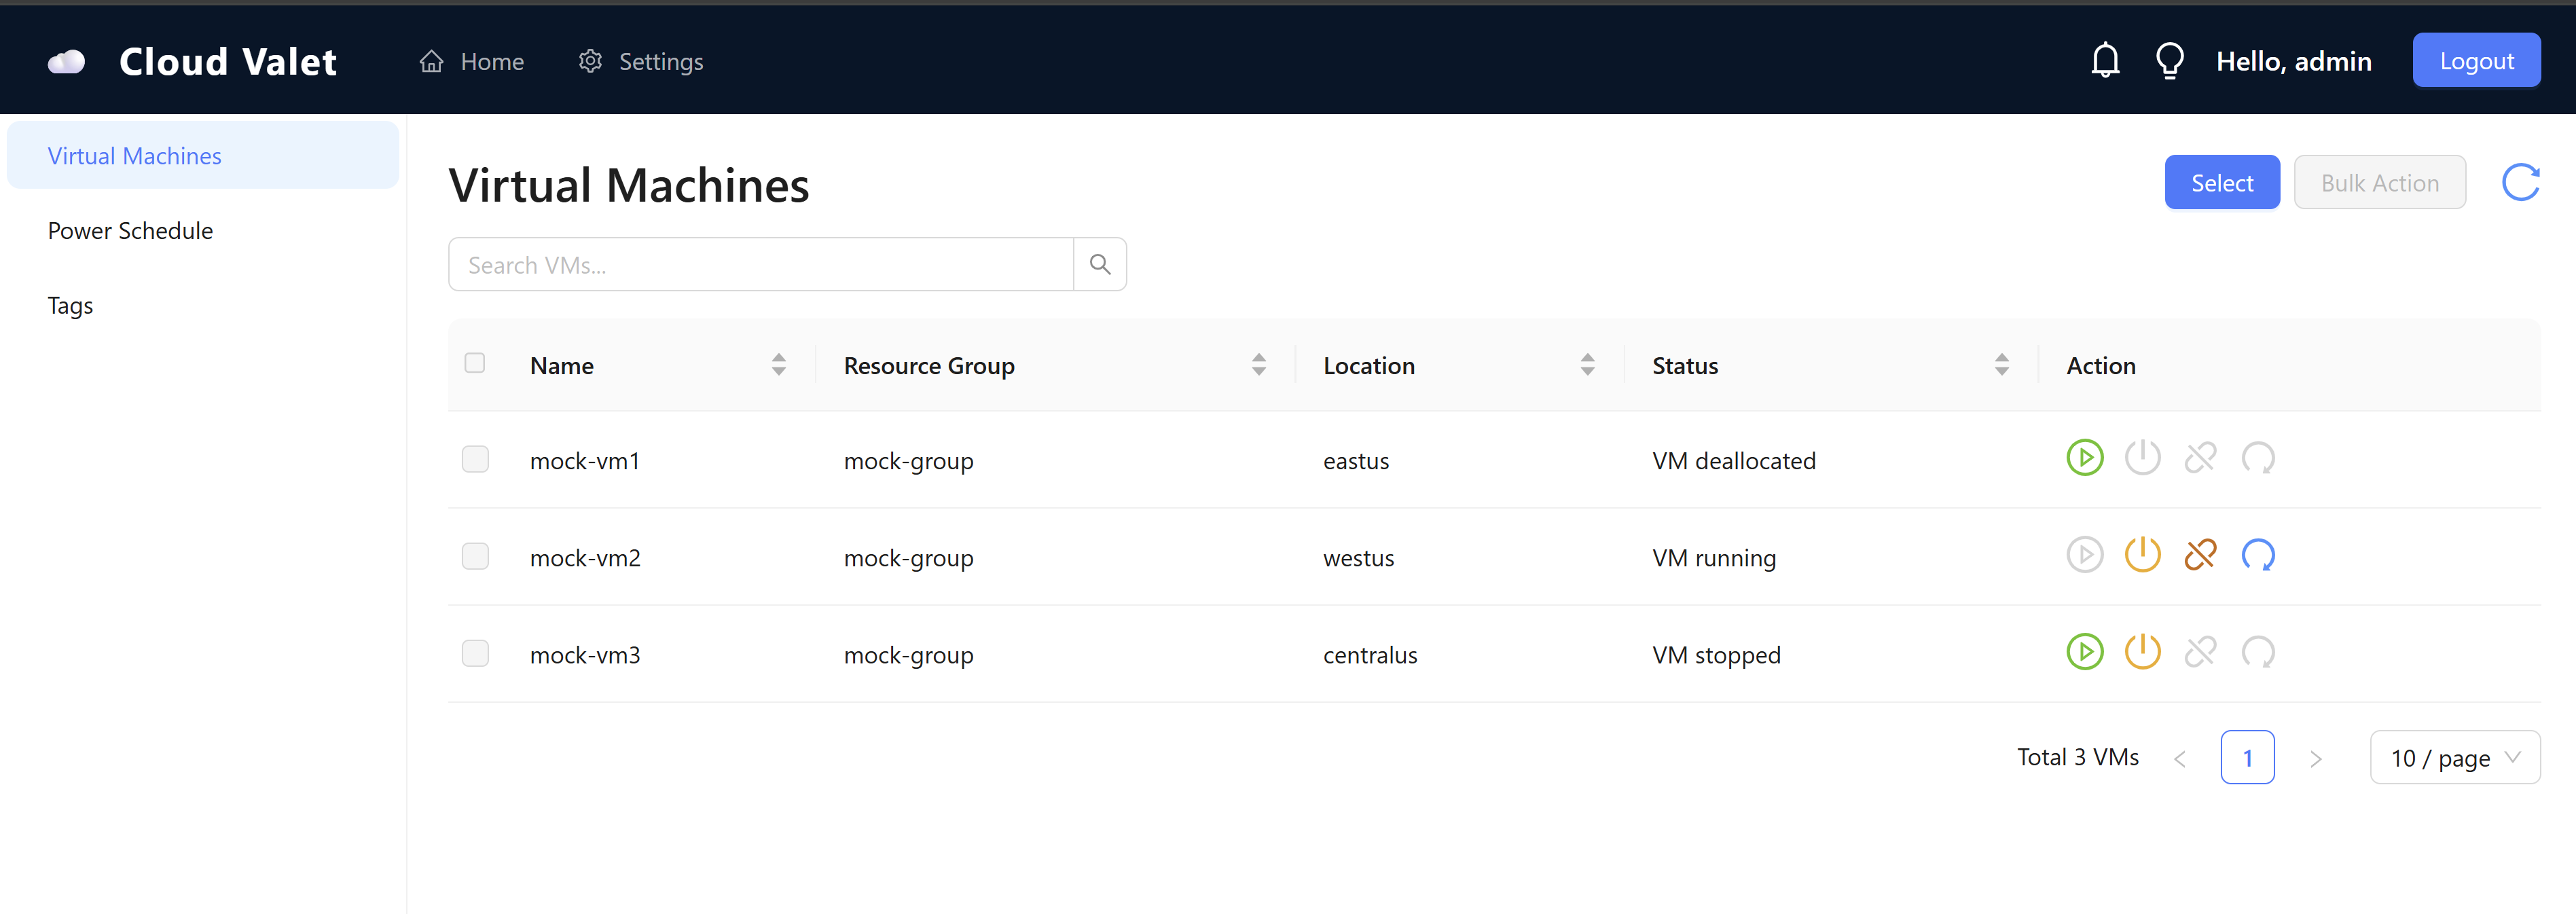 Cloud Valet Home Settings Hello, admin Logout
Virtual Machines
Power Schedule
Tags
Virtual Machines Select Bulk Action
Search VMs...
Name Resource Group Location Status Action
mock-vm1 mock-group eastus VM deallocated
mock-vm2 mock-group westus VM running
mock-vm3 mock-group centralus VM stopped
Total 3 VMs < 1 > 10 / page